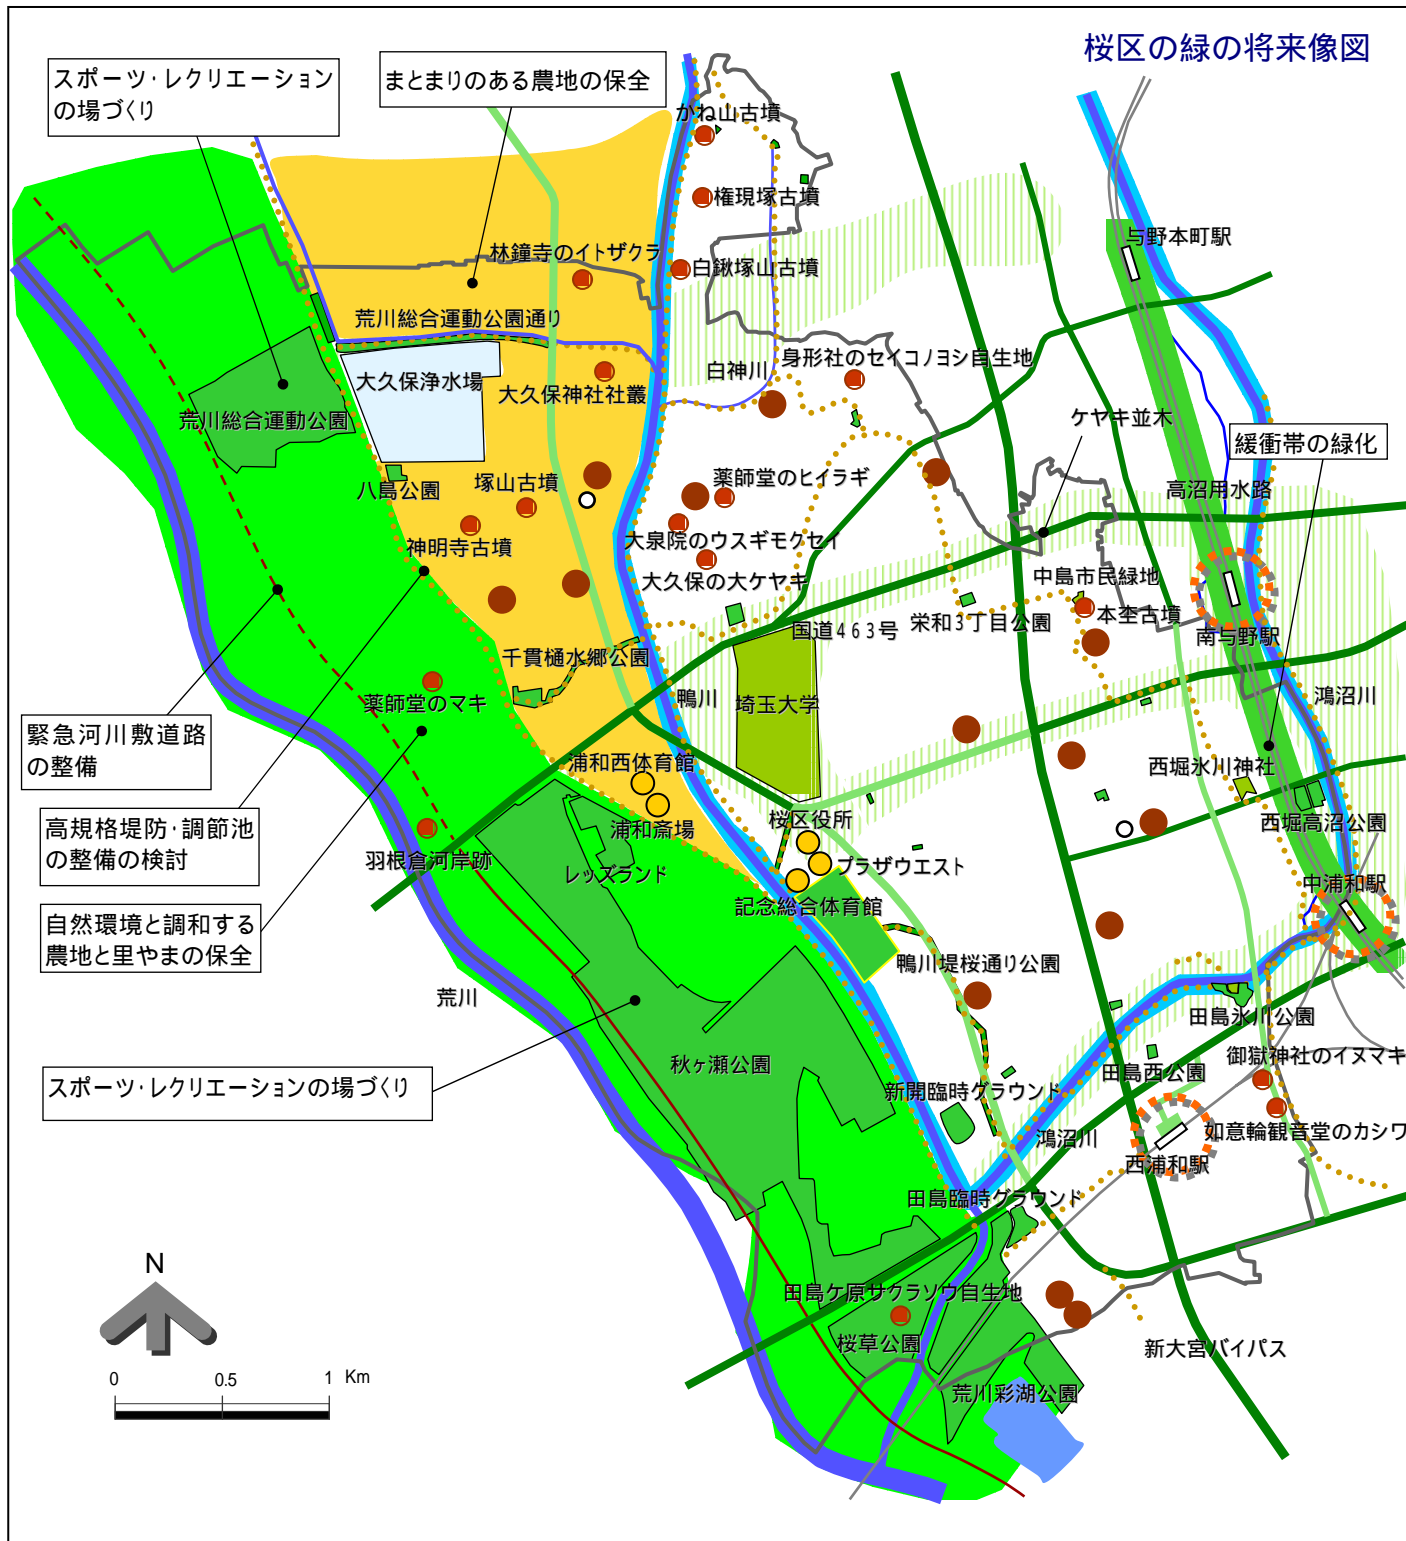 桜区の緑の将来像図
スポーツ･レクリエーション
の場づくり
まとまりのある農地の保全
かね山古墳
権現塚古墳
与野本町駅
林鐘寺のイトザクラ
白鍬塚山古墳
荒川総合運動公園通り
白神川
身形社のセイコノヨシ自生地
大久保浄水場
大久保神社社叢
荒川総合運動公園
ケヤキ並木
緩衝帯の緑化
八島公園
塚山古墳
薬師堂のヒイラギ
高沼用水路
神明寺古墳
大泉院のウスギモクセイ
大久保の大ケヤキ
中島市民緑地
本杢古墳
国道463号
栄和3丁目公園
南与野駅
千貫樋水郷公園
薬師堂のマキ
鴨川
埼玉大学
鴻沼川
緊急河川敷道路
の整備
浦和西体育館
西堀氷川神社
高規格堤防･調節池
の整備の検討
浦和斎場
桜区役所
西堀高沼公園
羽根倉河岸跡
レッズランド
プラザウエスト
中浦和駅
記念総合体育館
自然環境と調和する
農地と里やまの保全
鴨川堤桜通り公園
荒川
田島氷川公園
秋ヶ瀬公園
御嶽神社のイヌマキ
田島西公園
スポーツ･レクリエーションの場づくり
新開臨時グラウンド
鴻沼川
如意輪観音堂のカシワ
西浦和駅
田島臨時グラウンド
N
田島ケ原サクラソウ自生地
桜草公園
新大宮バイパス
0
0.5
1 Km
荒川彩湖公園